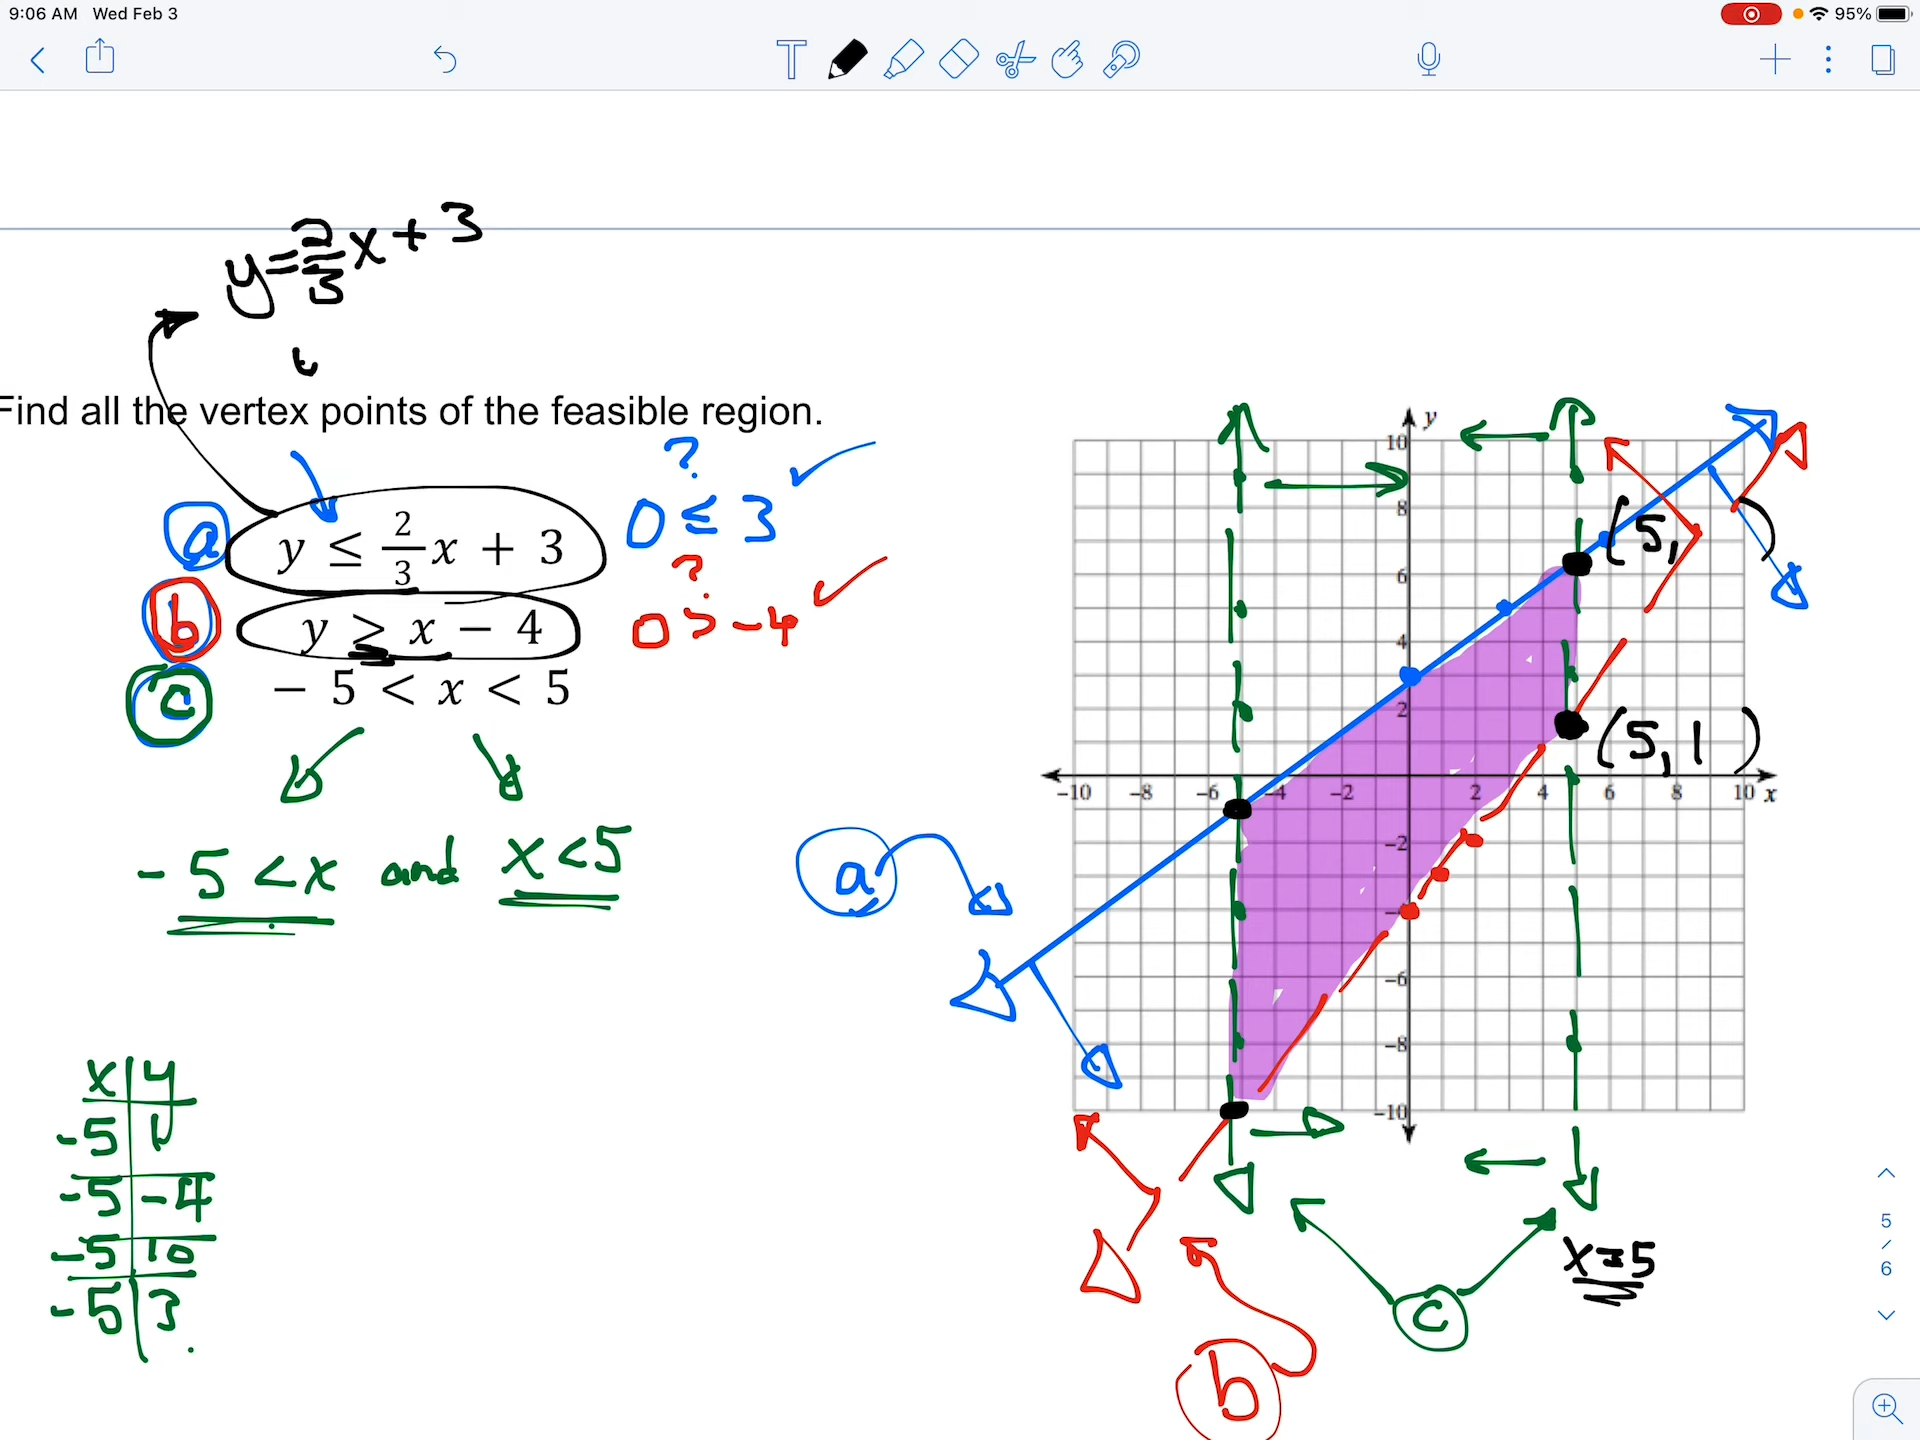 9:06 AM Wed Feb 3
95%
y=2/3x+3
Find all the vertex points of the feasible region.
a y ≤ 2/3 x + 3
?
0 ≤ 3
b y ≥ x − 4
?
0 > -4
c − 5 < x < 5
-5 < x and x < 5
x y
-5
-5 -4
-5 10
-5 3
y
10
8
6
4
2
-10 -8 -6 -4 -2 2 4 6 8 10 x
-2
-6
-8
-10
(5, )
(5, 1)
a
x=5
c
b
5
6